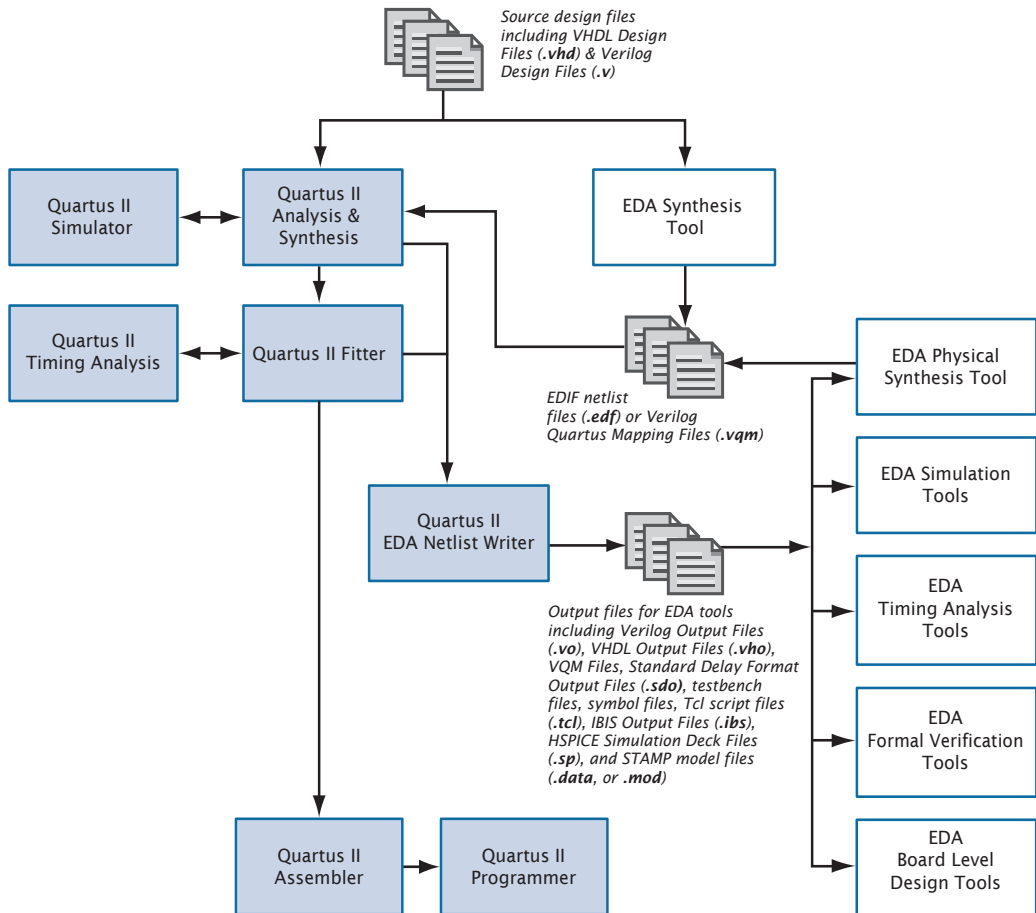 Source design files
including VHDL Design
Files (.vhd) & Verilog
Design Files (.v)
Quartus II
Simulator
Quartus II
Analysis &
Synthesis
EDA Synthesis
Tool
Quartus II
Timing Analysis
Quartus II Fitter
EDA Physical
Synthesis Tool
EDIF netlist
files (.edf) or Verilog
Quartus Mapping Files (.vqm)
EDA Simulation
Tools
Quartus II
EDA Netlist Writer
EDA
Timing Analysis
Tools
Output files for EDA tools
including Verilog Output Files
(.vo), VHDL Output Files (.vho),
VQM Files, Standard Delay Format
Output Files (.sdo), testbench
files, symbol files, Tcl script files
(.tcl), IBIS Output Files (.ibs),
HSPICE Simulation Deck Files
(.sp), and STAMP model files
(.data, or .mod)
EDA
Formal Verification
Tools
Quartus II
Assembler
Quartus II
Programmer
EDA
Board Level
Design Tools